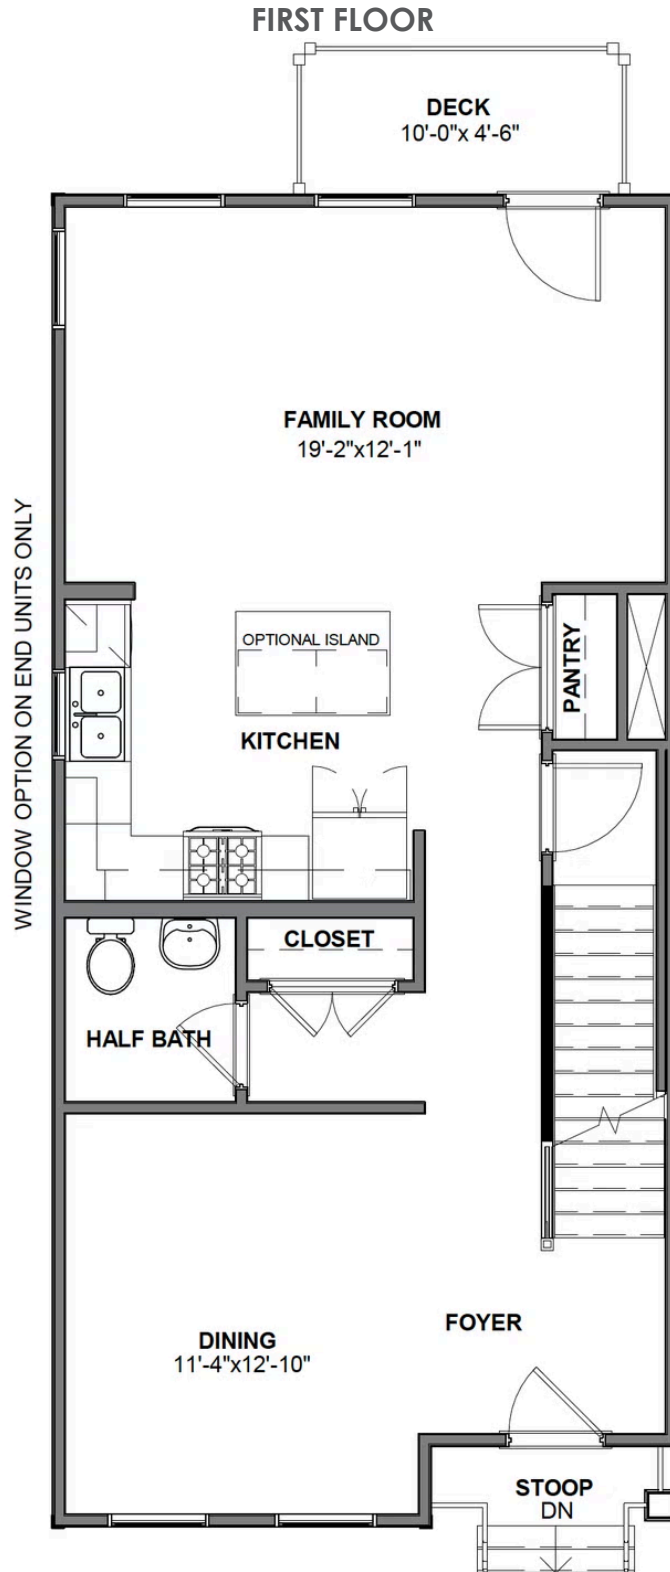 FIRST FLOOR
DECK
10'-0"x 4'-6"
FAMILY ROOM
19'-2"x12'-1"
WINDOW OPTION ON END UNITS ONLY
OPTIONAL ISLAND
PANTRY
KITCHEN
CLOSET
HALF BATH
FOYER
DINING
11'-4"x12'-10"
STOOP
DN